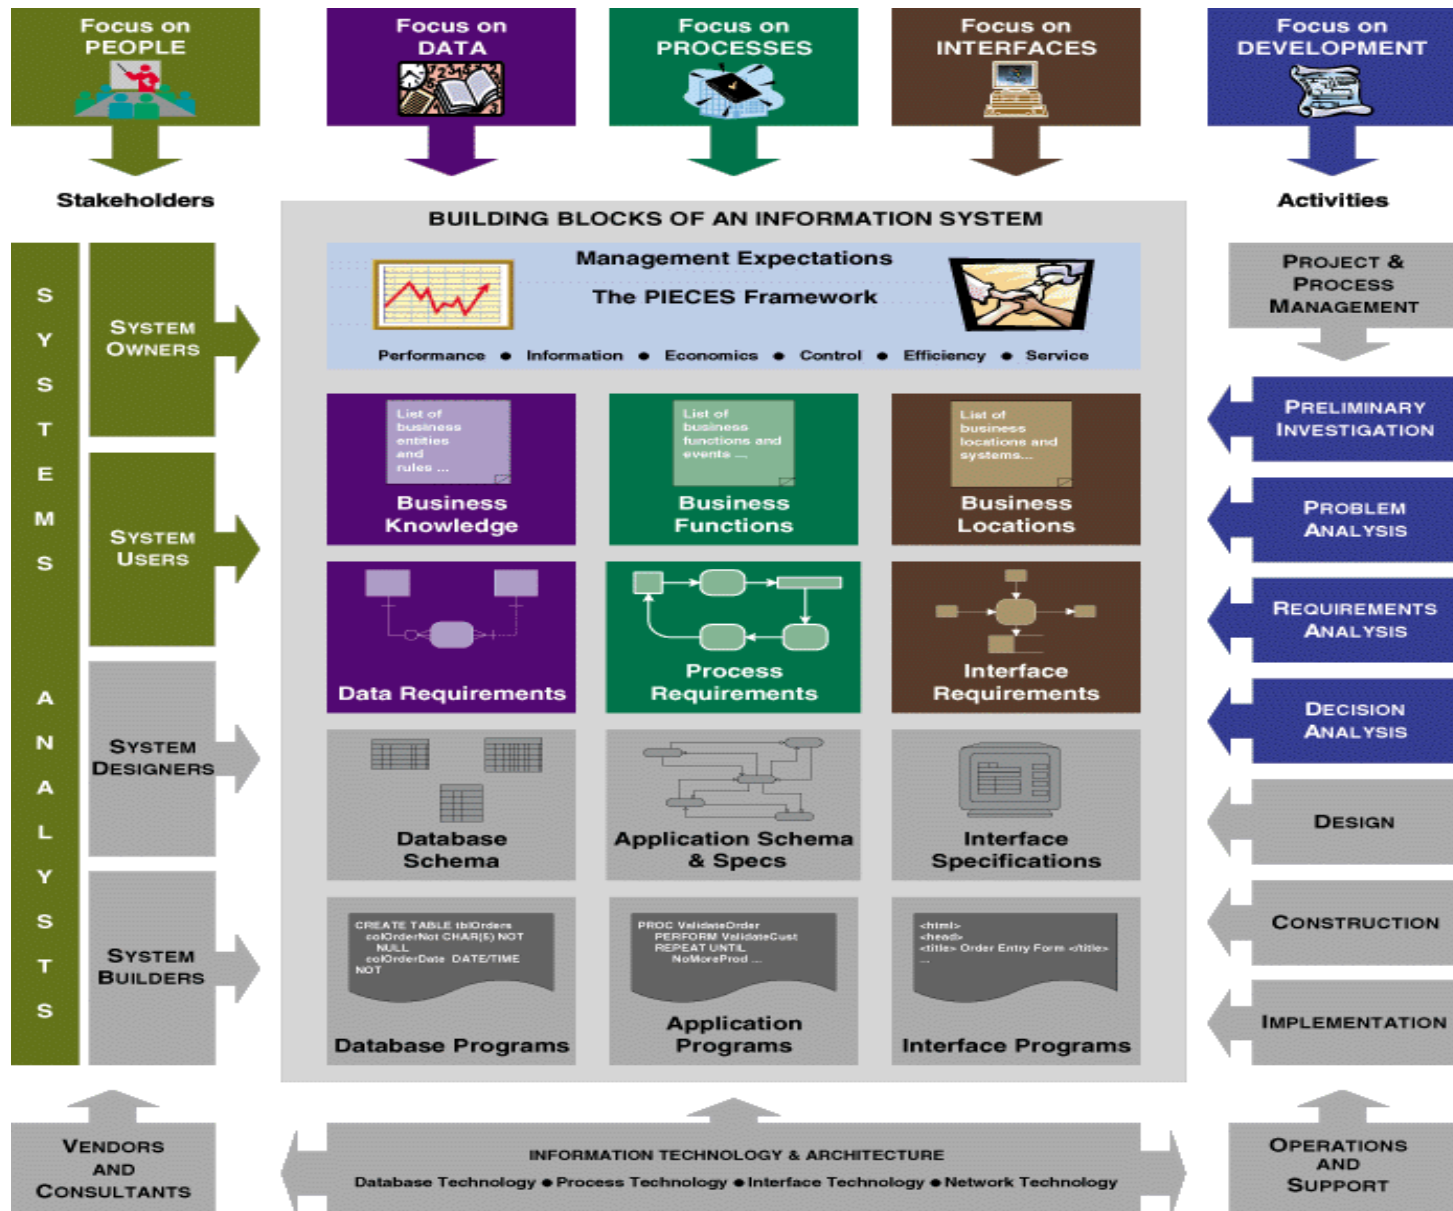 Focus on
PEOPLE
Focus on
DATA
Focus on
PROCESSES
Focus on
INTERFACES
Focus on
DEVELOPMENT
Stakeholders
Activities
BUILDING BLOCKS OF AN INFORMATION SYSTEM
SYSTEMS ANALYSTS
SYSTEM
OWNERS
Management Expectations
The PIECES Framework
Performance ● Information ● Economics ● Control ● Efficiency ● Service
PROJECT &
PROCESS
MANAGEMENT
SYSTEM
USERS
List of
business
entities
and
rules ...
Business
Knowledge
List of
business
functions and
events ...
Business
Functions
List of
business
locations and
systems...
Business
Locations
PRELIMINARY
INVESTIGATION
PROBLEM
ANALYSIS
Data Requirements
Process
Requirements
Interface
Requirements
REQUIREMENTS
ANALYSIS
DECISION
ANALYSIS
SYSTEM
DESIGNERS
Database
Schema
Application Schema
& Specs
Interface
Specifications
DESIGN
SYSTEM
BUILDERS
CREATE TABLE tblOrders
colOrderNot CHAR(5) NOT
NULL
colOrderDate DATE/TIME
NOT
Database Programs
PROC ValidateOrder
PERFORM ValidateCust
REPEAT UNTIL
NoMoreProd ...
Application
Programs
<html>
<head>
<title> Order Entry Form </title>
...
Interface Programs
CONSTRUCTION
IMPLEMENTATION
VENDORS
AND
CONSULTANTS
INFORMATION TECHNOLOGY & ARCHITECTURE
Database Technology ● Process Technology ● Interface Technology ● Network Technology
OPERATIONS
AND
SUPPORT